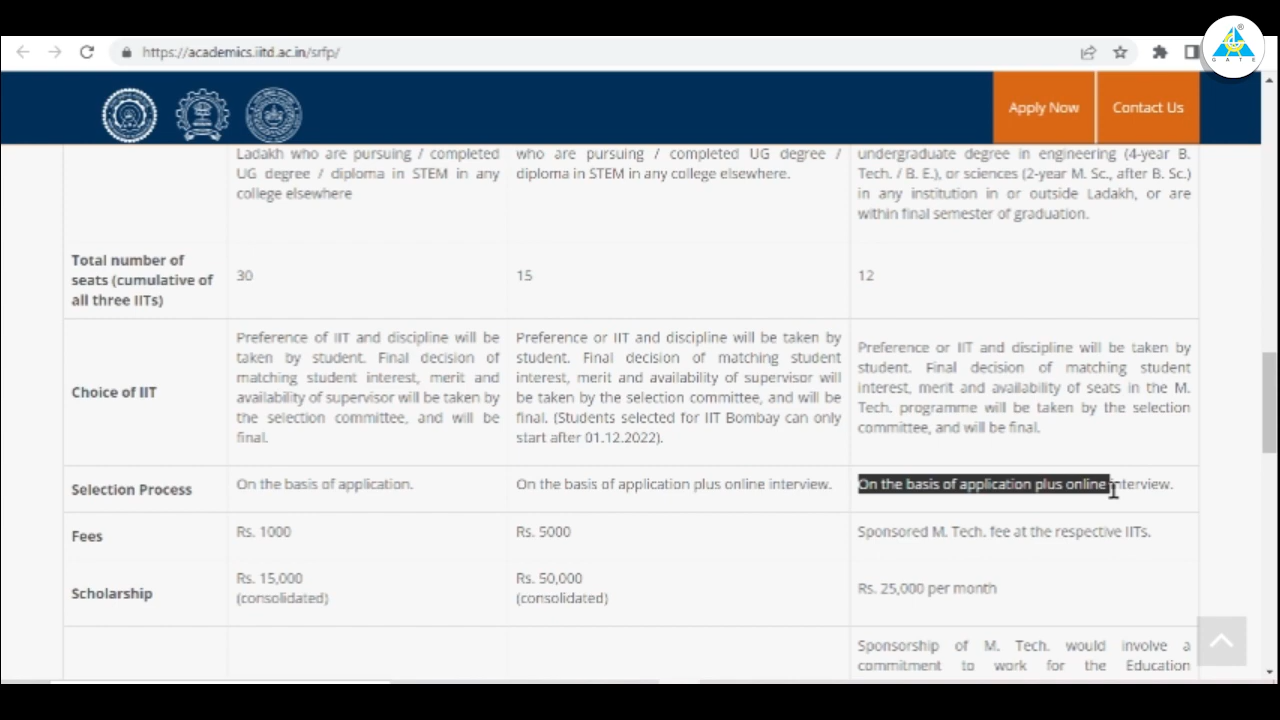 https://academics.iitd.ac.in/srfp/
GATE
Apply Now
Contact Us
Ladakh who are pursuing / completed
UG degree / diploma in STEM in any
college elsewhere
who are pursuing / completed UG degree /
diploma in STEM in any college elsewhere.
undergraduate degree in engineering (4-year B.
Tech. / B. E.), or sciences (2-year M. Sc., after B. Sc.)
in any institution in or outside Ladakh, or are
within final semester of graduation.
Total number of
seats (cumulative of
all three IITs)
30
15
12
Choice of IIT
Preference of IIT and discipline will be
taken by student. Final decision of
matching student interest, merit and
availability of supervisor will be taken by
the selection committee, and will be
final.
Preference or IIT and discipline will be taken by
student. Final decision of matching student
interest, merit and availability of supervisor will
be taken by the selection committee, and will be
final. (Students selected for IIT Bombay can only
start after 01.12.2022).
Preference or IIT and discipline will be taken by
student. Final decision of matching student
interest, merit and availability of seats in the M.
Tech. programme will be taken by the selection
committee, and will be final.
Selection Process
On the basis of application.
On the basis of application plus online interview.
On the basis of application plus online interview.
Fees
Rs. 1000
Rs. 5000
Sponsored M. Tech. fee at the respective IITs.
Scholarship
Rs. 15,000
(consolidated)
Rs. 50,000
(consolidated)
Rs. 25,000 per month
Sponsorship of M. Tech. would involve a
commitment to work for the Education